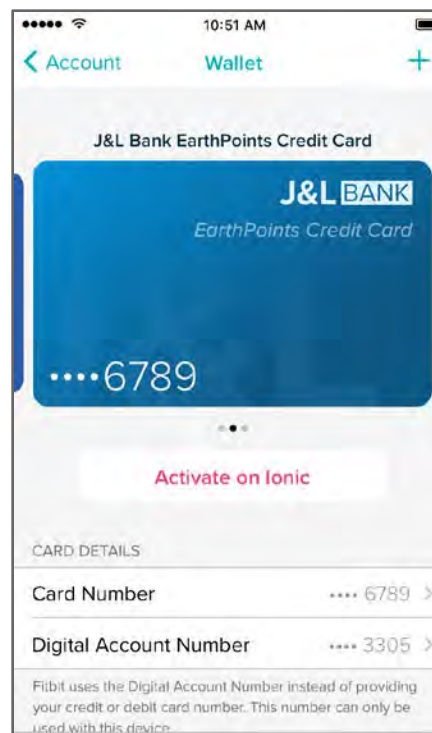 10:51 AM
Account Wallet +
J&L Bank EarthPoints Credit Card
J&L BANK
EarthPoints Credit Card
••••6789
Activate on Ionic
CARD DETAILS
Card Number •••• 6789
Digital Account Number •••• 3305
Fitbit uses the Digital Account Number instead of providing
your credit or debit card number. This number can only be
used with this device